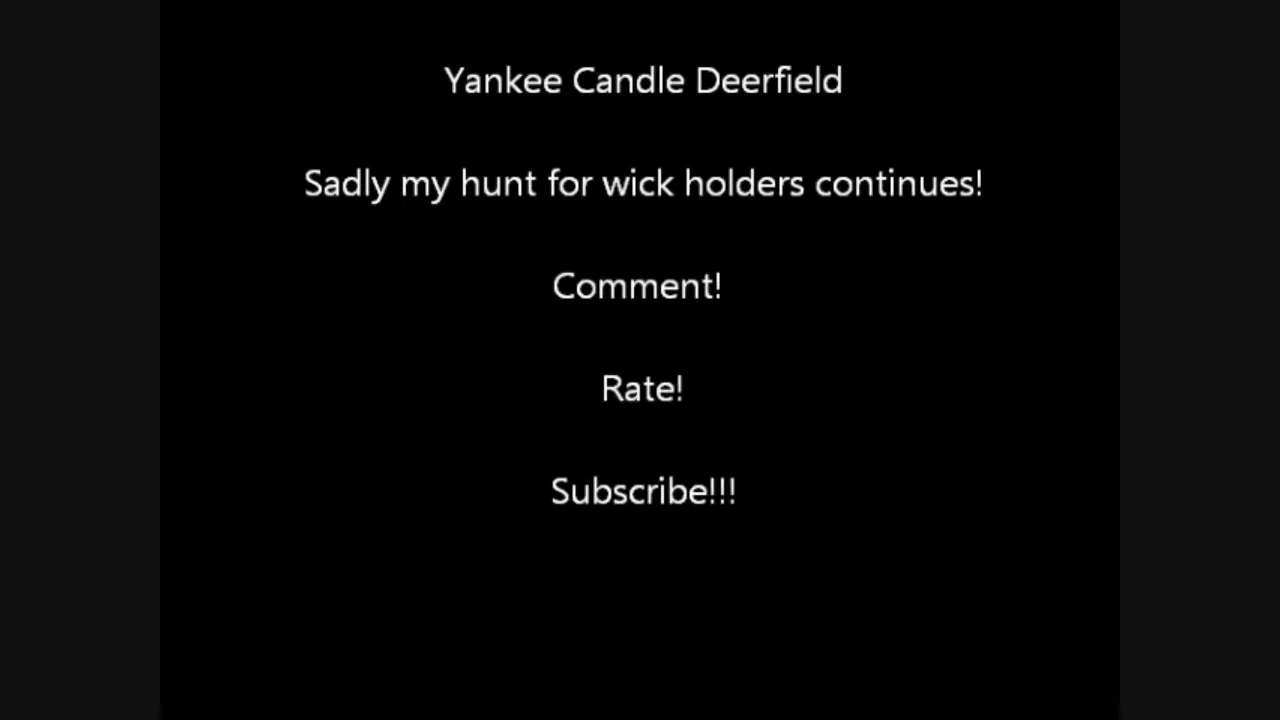 Yankee Candle Deerfield
Sadly my hunt for wick holders continues!
Comment!
Rate!
Subscribe!!!